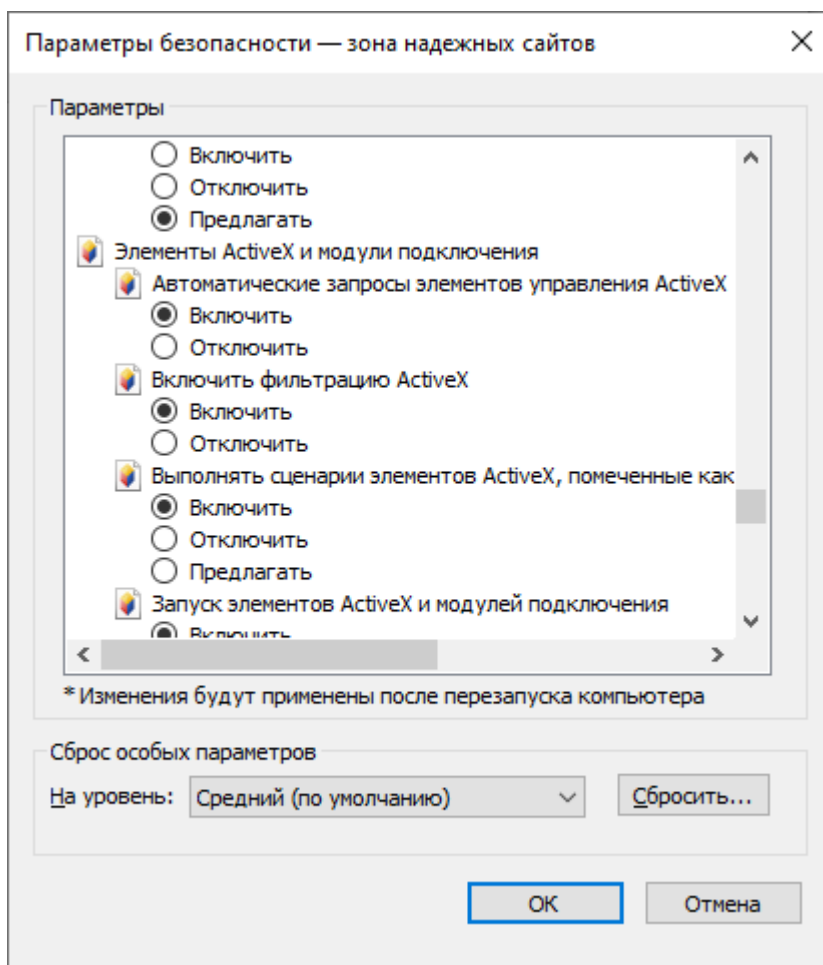 Параметры безопасности — зона надежных сайтов
Параметры
Включить
Отключить
Предлагать
Элементы ActiveX и модули подключения
Автоматические запросы элементов управления ActiveX
Включить
Отключить
Включить фильтрацию ActiveX
Включить
Отключить
Выполнять сценарии элементов ActiveX, помеченные как
Включить
Отключить
Предлагать
Запуск элементов ActiveX и модулей подключения
Включить
* Изменения будут применены после перезапуска компьютера
Сброс особых параметров
На уровень: Средний (по умолчанию) Сбросить...
ОК Отмена